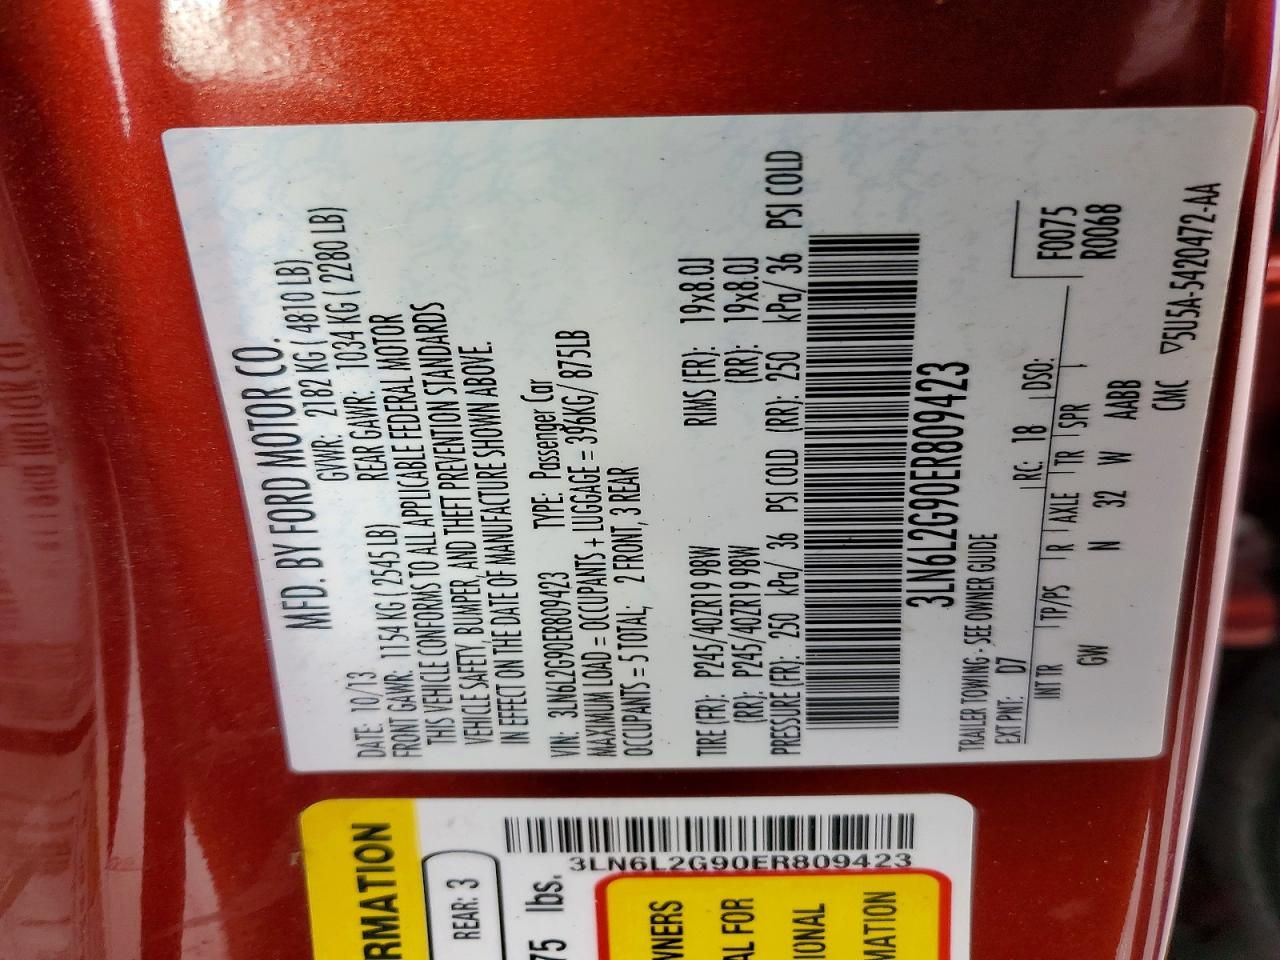 MFD. BY FORD MOTOR CO.
DATE: 10/13 GVWR: 2182 KG ( 4810 LB)
FRONT GAWR: 1154 KG ( 2545 LB) REAR GAWR: 1034 KG ( 2280 LB)
THIS VEHICLE CONFORMS TO ALL APPLICABLE FEDERAL MOTOR
VEHICLE SAFETY, BUMPER, AND THEFT PREVENTION STANDARDS
IN EFFECT ON THE DATE OF MANUFACTURE SHOWN ABOVE.
VIN: 3LN6L2G90ER809423 TYPE: Passenger Car
MAXIMUM LOAD = OCCUPANTS + LUGGAGE = 396KG/ 875LB
OCCUPANTS = 5 TOTAL, 2 FRONT, 3 REAR
TIRE (FR): P245/40ZR19 98W RIMS (FR): 19x8.0J
(RR): P245/40ZR19 98W (RR): 19x8.0J
PRESSURE (FR): 250 kPa/ 36 PSI COLD (RR): 250 kPa/ 36 PSI COLD
3LN6L2G90ER809423
TRAILER TOWING - SEE OWNER GUIDE
EXT PNT: D7 RC: 18 DSO: F0075
R0068
INT TR TP/PS R AXLE TR SPR
GW N 32 W AABB
CMC ▽5U5A-5420472-AA
RMATION
REAR: 3
3LN6L2G90ER809423
75 lbs.
WNERS
AL FOR
IONAL
MATION